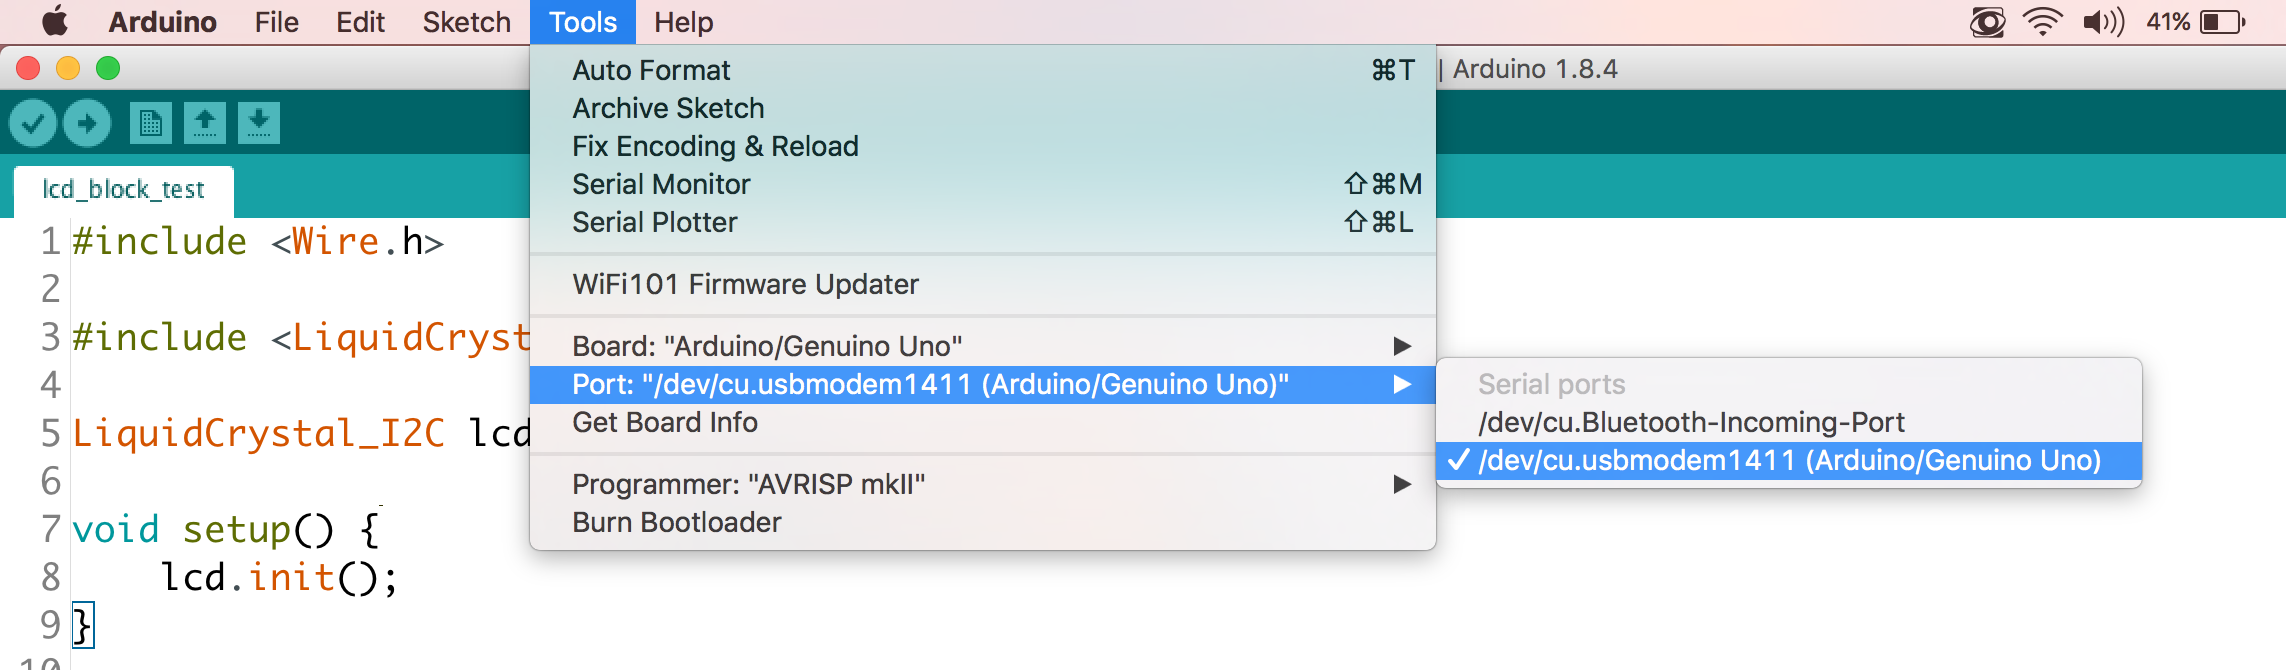 Arduino File Edit Sketch Tools Help 41%
| Arduino 1.8.4
Auto Format ⌘T
Archive Sketch
Fix Encoding & Reload
Serial Monitor ⇧⌘M
Serial Plotter ⇧⌘L
WiFi101 Firmware Updater
Board: "Arduino/Genuino Uno" ▶
Port: "/dev/cu.usbmodem1411 (Arduino/Genuino Uno)" ▶
Get Board Info
Programmer: "AVRISP mkII" ▶
Burn Bootloader
Serial ports
/dev/cu.Bluetooth-Incoming-Port
✓ /dev/cu.usbmodem1411 (Arduino/Genuino Uno)
lcd_block_test
1 #include <Wire.h>
2
3 #include <LiquidCryst
4
5 LiquidCrystal_I2C lcd
6
7 void setup() {
8 lcd.init();
9 }
10